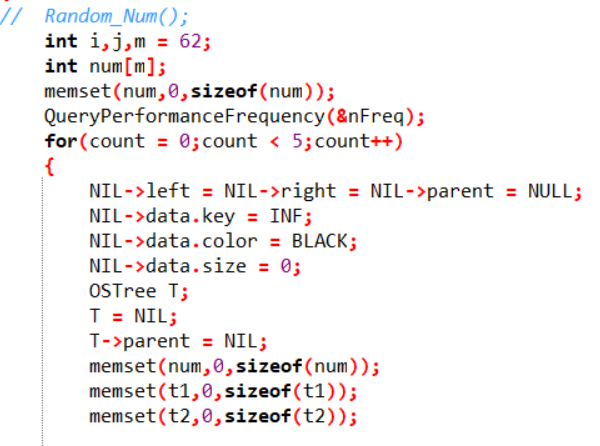 //  Random_Num();
    int i,j,m = 62;
    int num[m];
    memset(num,0,sizeof(num));
    QueryPerformanceFrequency(&nFreq);
    for(count = 0;count < 5;count++)
    {
        NIL->left = NIL->right = NIL->parent = NULL;
        NIL->data.key = INF;
        NIL->data.color = BLACK;
        NIL->data.size = 0;
        OSTree T;
        T = NIL;
        T->parent = NIL;
        memset(num,0,sizeof(num));
        memset(t1,0,sizeof(t1));
        memset(t2,0,sizeof(t2));